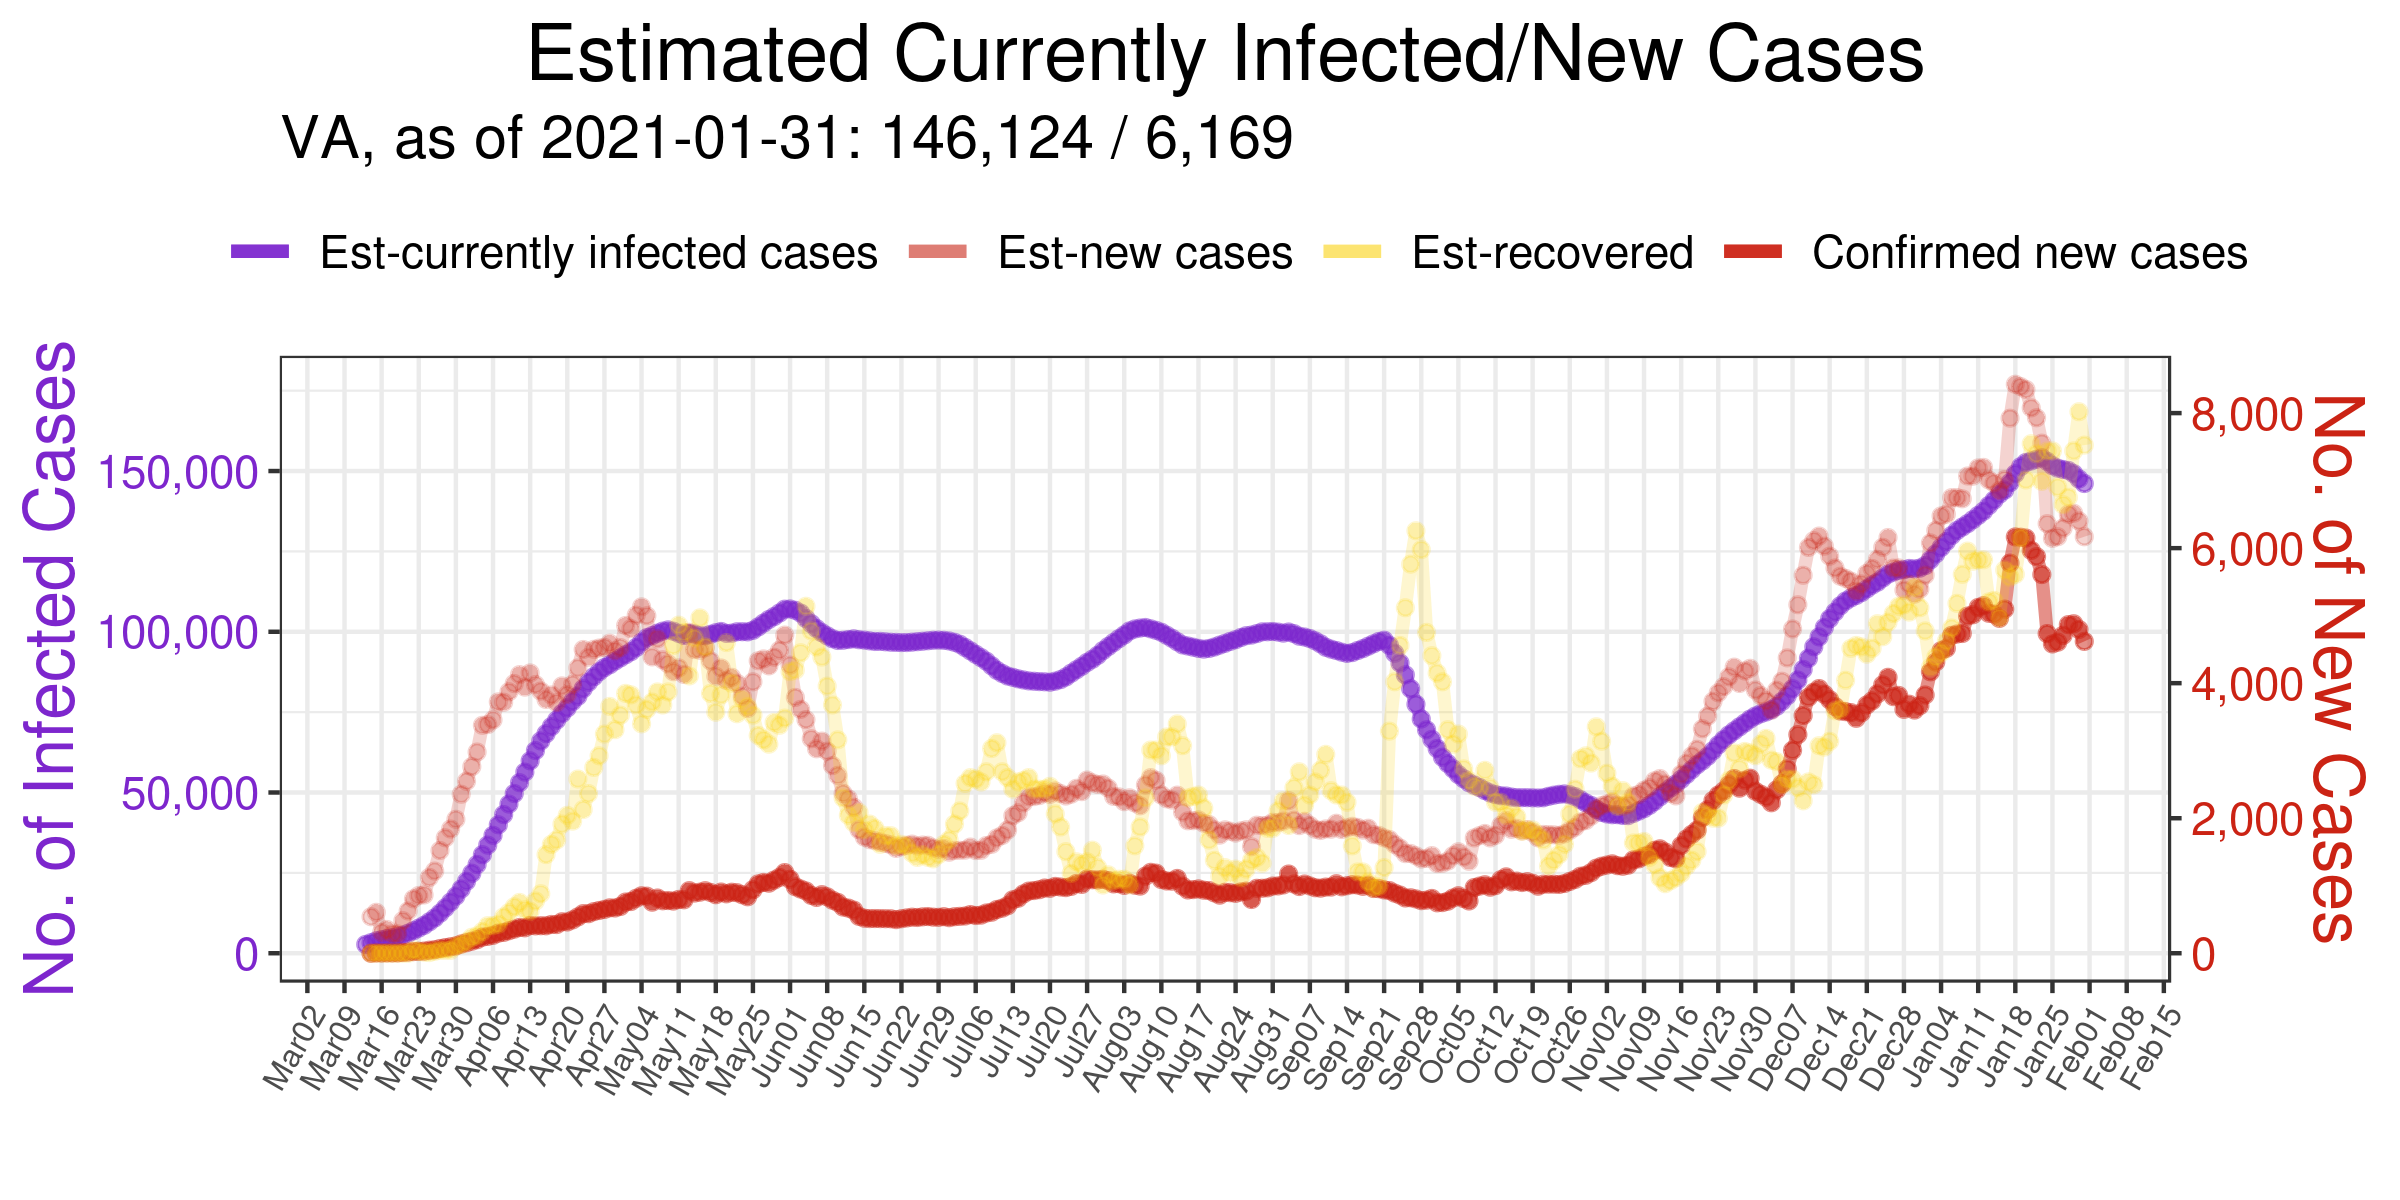 Estimated Currently Infected/New Cases
VA, as of 2021-01-31: 146,124 / 6,169
Est-currently infected cases Est-new cases Est-recovered Confirmed new cases
No. of Infected Cases
150,000
100,000
50,000
0
8,000
6,000
4,000
2,000
0
No. of New Cases
Mar02 Mar09 Mar16 Mar23 Mar30 Apr06 Apr13 Apr20 Apr27 May04 May11 May18 May25 Jun01 Jun08 Jun15 Jun22 Jun29 Jul06 Jul13 Jul20 Jul27 Aug03 Aug10 Aug17 Aug24 Aug31 Sep07 Sep14 Sep21 Sep28 Oct05 Oct12 Oct19 Oct26 Nov02 Nov09 Nov16 Nov23 Nov30 Dec07 Dec14 Dec21 Dec28 Jan04 Jan11 Jan18 Jan25 Feb01 Feb08 Feb15